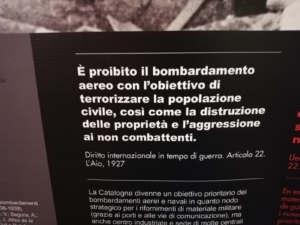 È proibito il bombardamento
aereo con l'obiettivo di
terrorizzare la popolazione
civile, così come la distruzione
delle proprietà e l'aggressione
ai non combattenti.
Diritto internazionale in tempo di guerra. Articolo 22.
L'Aia, 1927
La Catalogna divenne un obiettivo prioritario dei
bombardamenti aerei e navali in quanto nodo
strategico per i rifornimenti di materiale militare
(grazie ai porti e alle vie di comunicazione), ma
anche centro industriale e sede di molte centrali